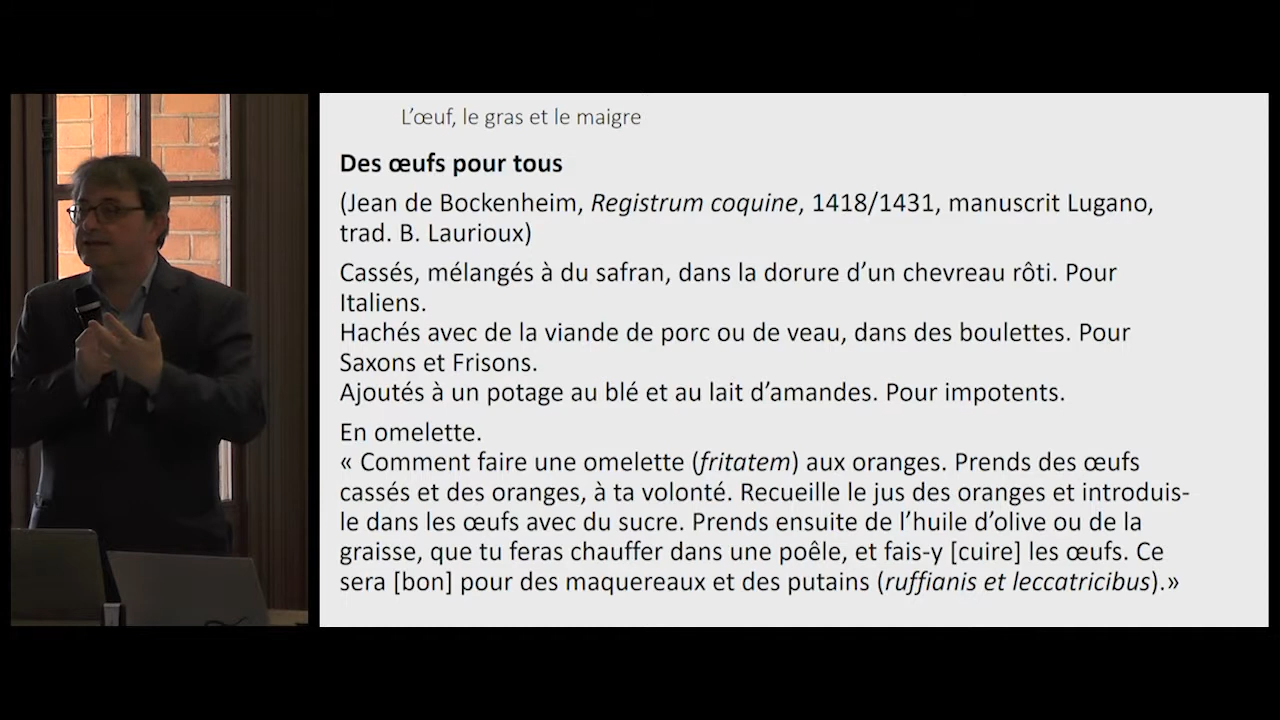 L’œuf, le gras et le maigre
Des œufs pour tous
(Jean de Bockenheim, Registrum coquine, 1418/1431, manuscrit Lugano,
trad. B. Laurioux)
Cassés, mélangés à du safran, dans la dorure d’un chevreau rôti. Pour
Italiens.
Hachés avec de la viande de porc ou de veau, dans des boulettes. Pour
Saxons et Frisons.
Ajoutés à un potage au blé et au lait d’amandes. Pour impotents.
En omelette.
« Comment faire une omelette (fritatem) aux oranges. Prends des œufs
cassés et des oranges, à ta volonté. Recueille le jus des oranges et introduis-
le dans les œufs avec du sucre. Prends ensuite de l’huile d’olive ou de la
graisse, que tu feras chauffer dans une poêle, et fais-y [cuire] les œufs. Ce
sera [bon] pour des maquereaux et des putains (ruffianis et leccatricibus).»